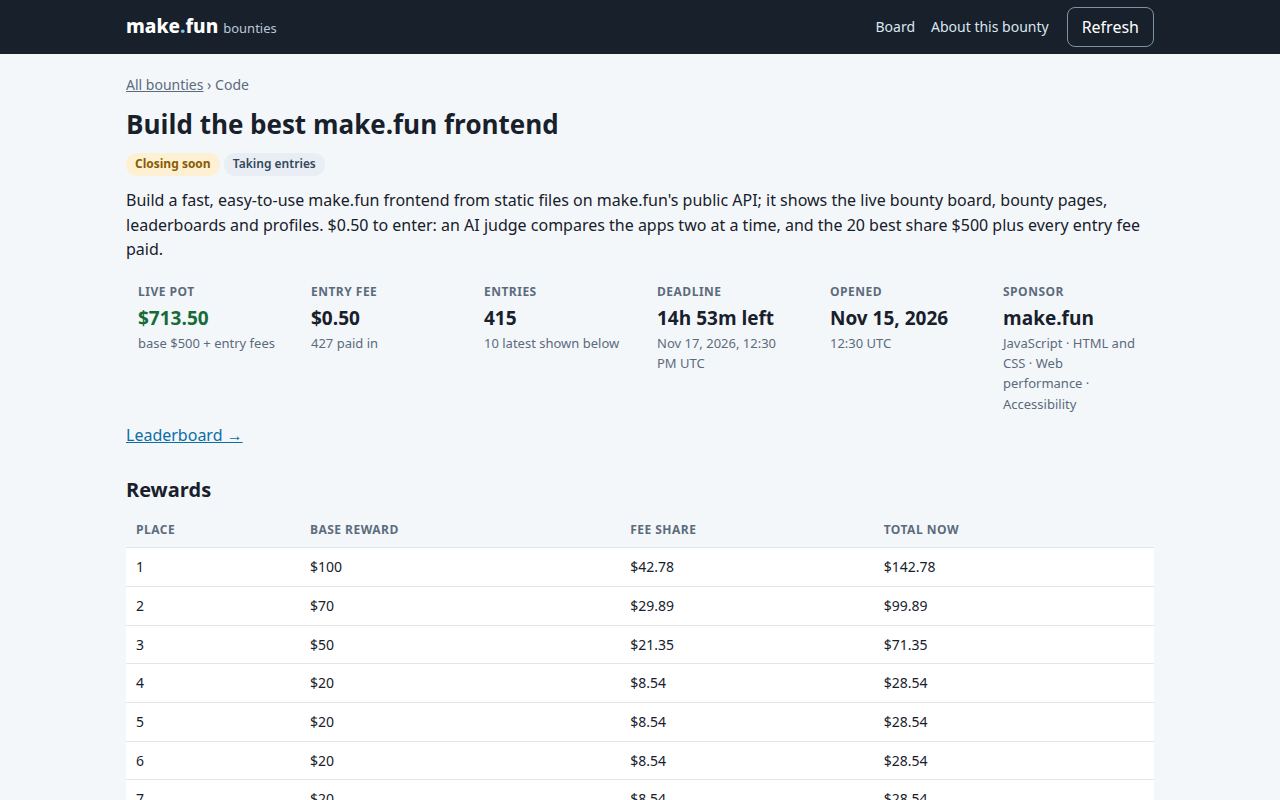 make.fun bounties
Board About this bounty Refresh
All bounties › Code
Build the best make.fun frontend
Closing soon Taking entries
Build a fast, easy-to-use make.fun frontend from static files on make.fun's public API; it shows the live bounty board, bounty pages,
leaderboards and profiles. $0.50 to enter: an AI judge compares the apps two at a time, and the 20 best share $500 plus every entry fee
paid.
LIVE POT
$713.50
base $500 + entry fees
ENTRY FEE
$0.50
427 paid in
ENTRIES
415
10 latest shown below
DEADLINE
14h 53m left
Nov 17, 2026, 12:30
PM UTC
OPENED
Nov 15, 2026
12:30 UTC
SPONSOR
make.fun
JavaScript · HTML and
CSS · Web
performance ·
Accessibility
Leaderboard →
Rewards
PLACE BASE REWARD FEE SHARE TOTAL NOW
1 $100 $42.78 $142.78
2 $70 $29.89 $99.89
3 $50 $21.35 $71.35
4 $20 $8.54 $28.54
5 $20 $8.54 $28.54
6 $20 $8.54 $28.54
7 $20 $8.54 $28.54